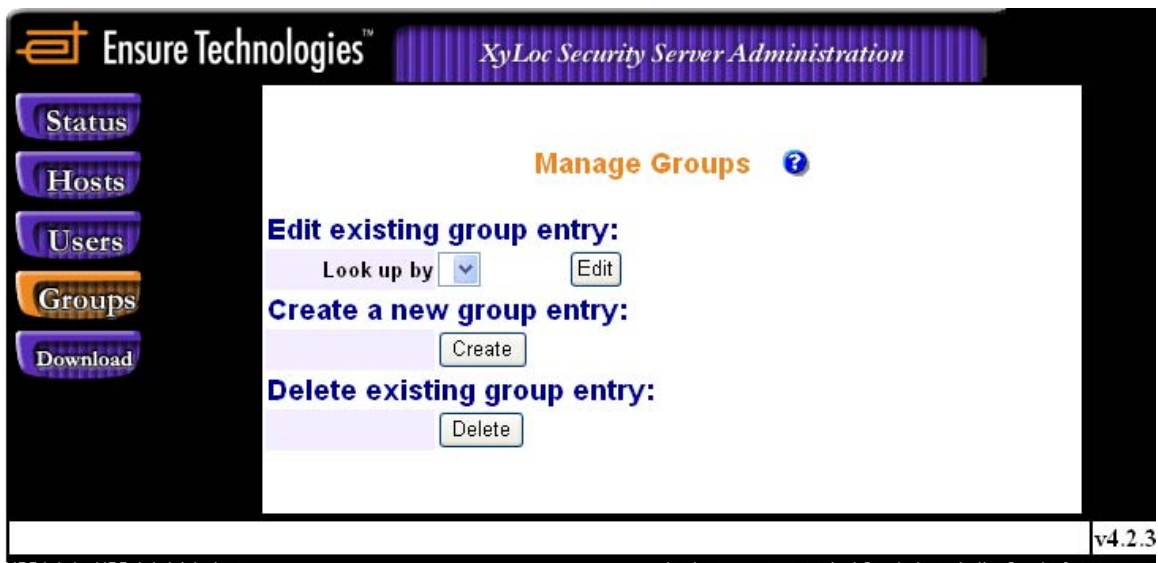 Ensure Technologies™
XyLoc Security Server Administration
Status
Hosts
Users
Groups
Download
Manage Groups ?
Edit existing group entry:
Look up by
Edit
Create a new group entry:
Create
Delete existing group entry:
Delete
v4.2.3